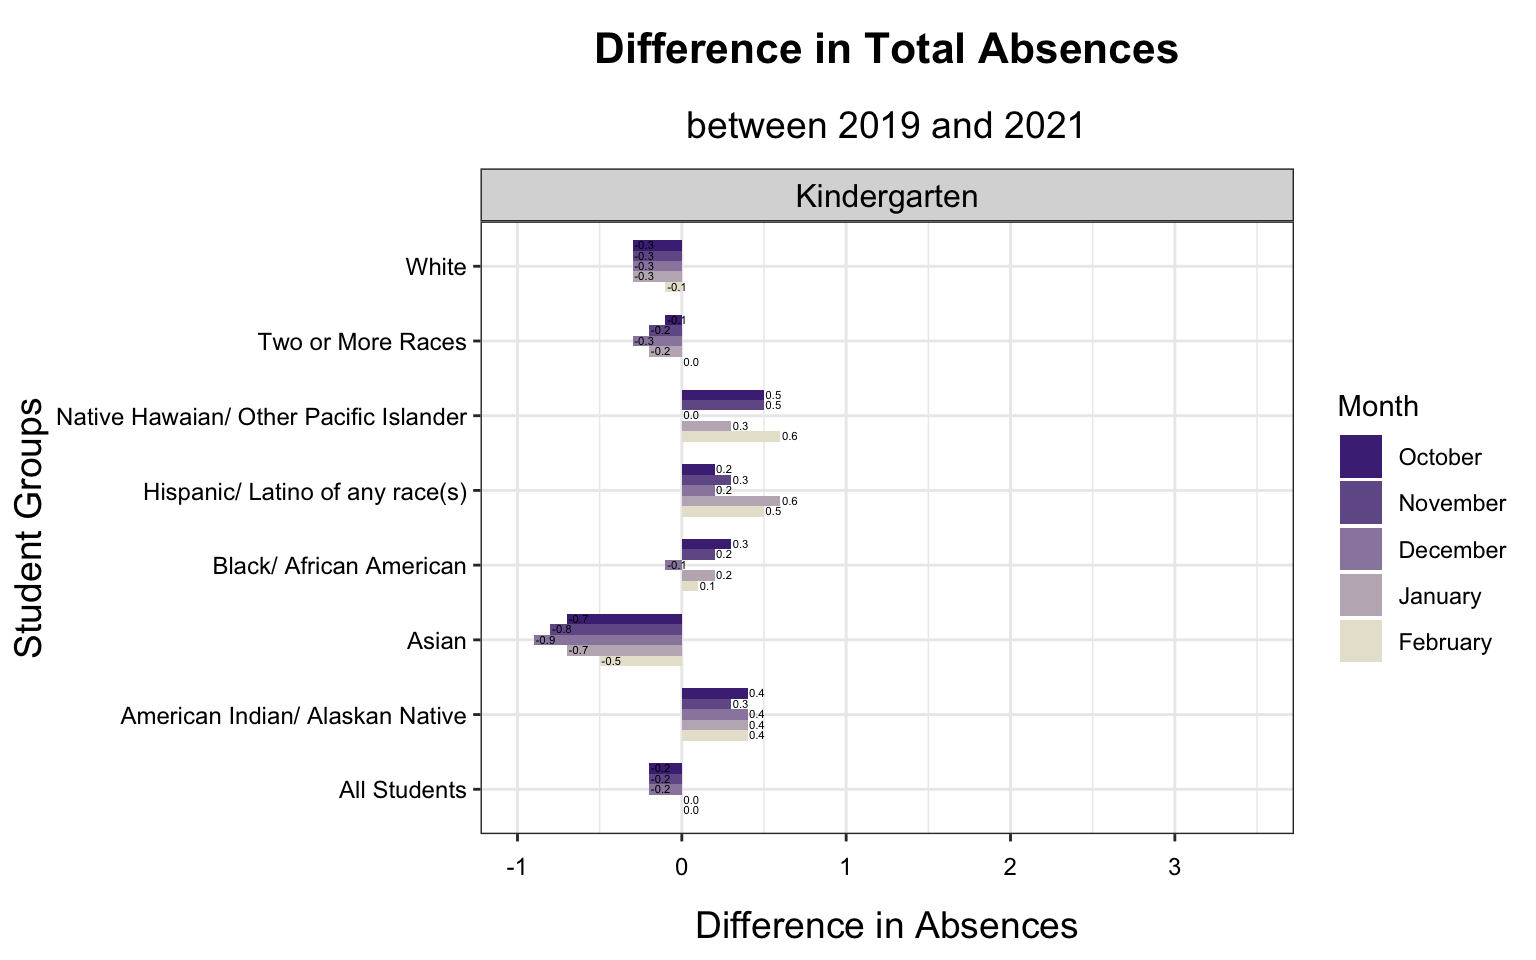 Difference in Total Absences
between 2019 and 2021
Kindergarten
Student Groups
White
-0.3
-0.3
-0.3
-0.3
-0.1
Two or More Races
-0.1
-0.2
-0.3
-0.2
0.0
Native Hawaian/ Other Pacific Islander
0.5
0.5
0.0
0.3
0.6
Hispanic/ Latino of any race(s)
0.2
0.3
0.2
0.6
0.5
Black/ African American
0.3
0.2
-0.1
0.2
0.1
Asian
-0.7
-0.8
-0.9
-0.7
-0.5
American Indian/ Alaskan Native
0.4
0.3
0.4
0.4
0.4
All Students
-0.2
-0.2
-0.2
0.0
0.0
-1 0 1 2 3
Difference in Absences
Month
October
November
December
January
February